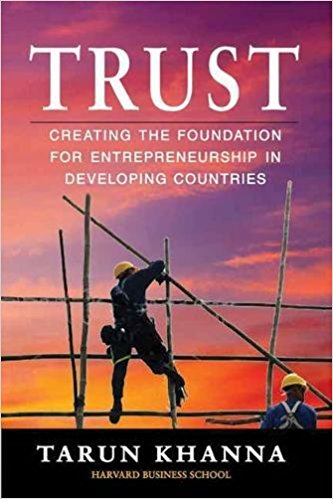 TRUST
CREATING THE FOUNDATION
FOR ENTREPRENEURSHIP IN
DEVELOPING COUNTRIES
TARUN KHANNA
HARVARD BUSINESS SCHOOL